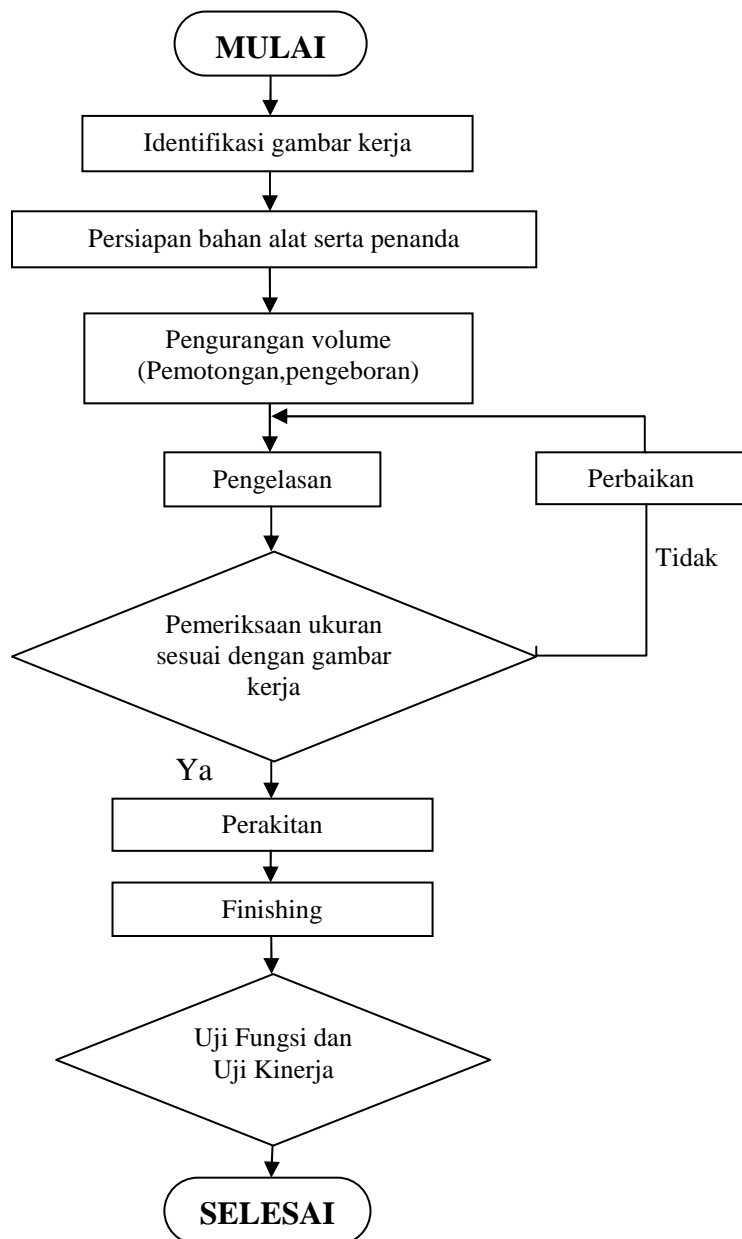 MULAI
Identifikasi gambar kerja
Persiapan bahan alat serta penanda
Pengurangan volume
(Pemotongan,pengeboran)
Pengelasan
Perbaikan
Tidak
Pemeriksaan ukuran
sesuai dengan gambar
kerja
Ya
Perakitan
Finishing
Uji Fungsi dan
Uji Kinerja
SELESAI